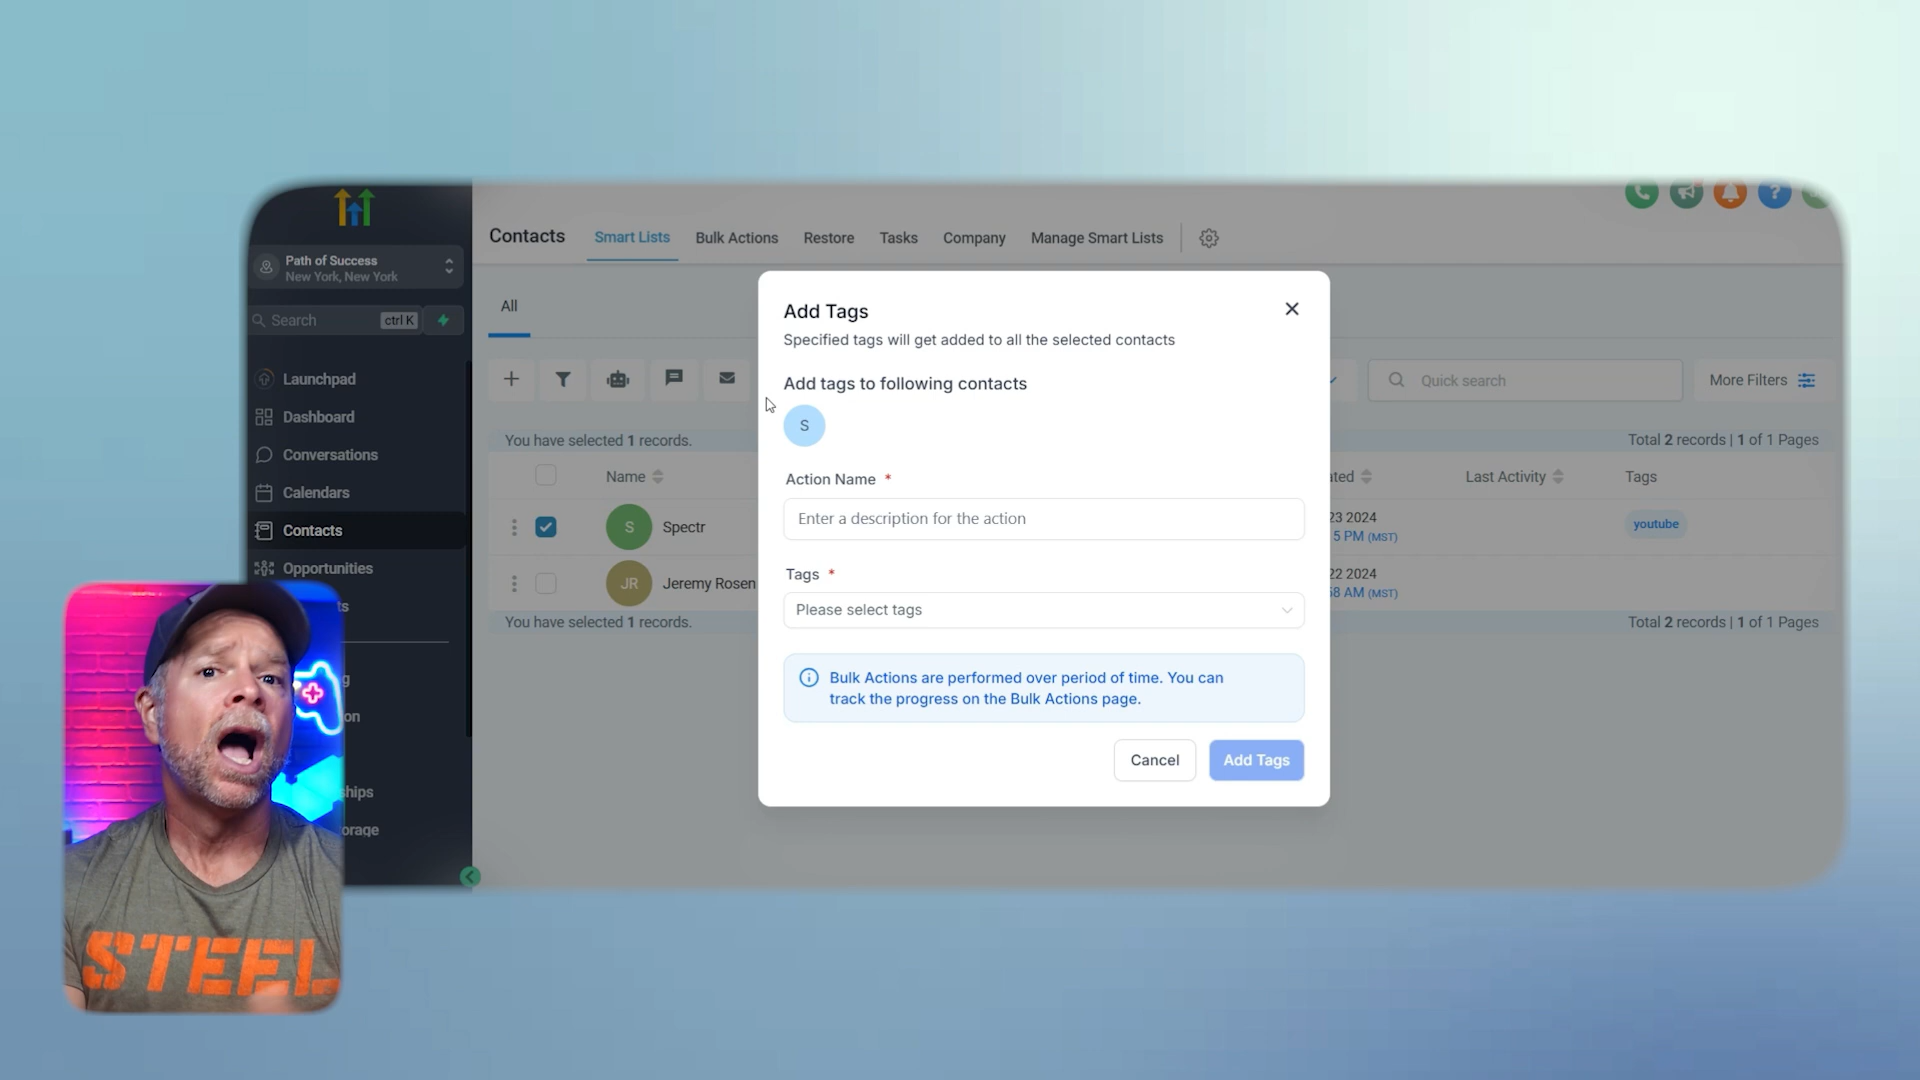 Path of Success
New York, New York
Search
ctrl K
Launchpad
Dashboard
Conversations
Calendars
Contacts
Opportunities
ts
g
on
ships
orage
STEEL
Contacts
Smart Lists
Bulk Actions
Restore
Tasks
Company
Manage Smart Lists
All
Quick search
More Filters
You have selected 1 records.
Total 2 records | 1 of 1 Pages
Name
ated
Last Activity
Tags
S
Spectr
23 2024
5 PM (MST)
youtube
JR
Jeremy Rosen
22 2024
58 AM (MST)
You have selected 1 records.
Total 2 records | 1 of 1 Pages
Add Tags
Specified tags will get added to all the selected contacts
Add tags to following contacts
S
Action Name *
Enter a description for the action
Tags *
Please select tags
Bulk Actions are performed over period of time. You can
track the progress on the Bulk Actions page.
Cancel
Add Tags